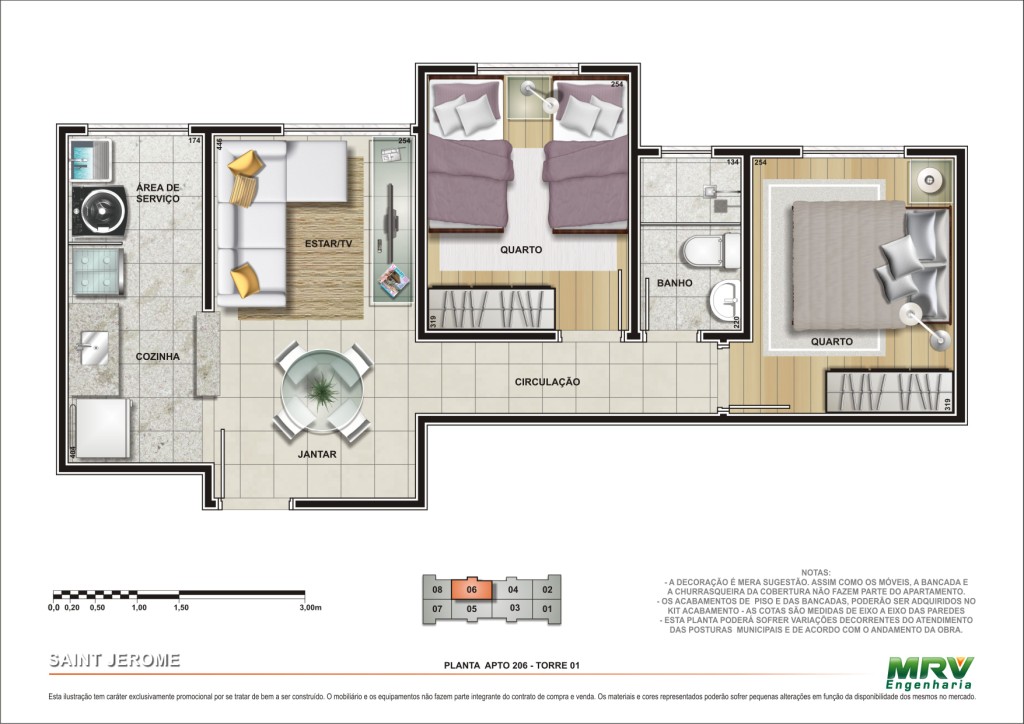 254
174
446
254
134
254
ÁREA DE
SERVIÇO
ESTAR/TV
QUARTO
BANHO
319
220
COZINHA
QUARTO
CIRCULAÇÃO
319
JANTAR
484
0,0 0,20 0,50 1,00 1,50 3,00m
08 06 04 02
07 05 03 01
NOTAS:
- A DECORAÇÃO É MERA SUGESTÃO. ASSIM COMO OS MÓVEIS, A BANCADA E
A CHURRASQUEIRA DA COBERTURA NÃO FAZEM PARTE DO APARTAMENTO.
- OS ACABAMENTOS DE PISO E DAS BANCADAS, PODERÃO SER ADQUIRIDOS NO
KIT ACABAMENTO - AS COTAS SÃO MEDIDAS DE EIXO A EIXO DAS PAREDES
- ESTA PLANTA PODERÁ SOFRER VARIAÇÕES DECORRENTES DO ATENDIMENTO
DAS POSTURAS MUNICIPAIS E DE ACORDO COM O ANDAMENTO DA OBRA.
SAINT JEROME
PLANTA APTO 206 - TORRE 01
MRV
Engenharia
Esta ilustração tem caráter exclusivamente promocional por se tratar de bem a ser construído. O mobiliário e os equipamentos não fazem parte integrante do contrato de compra e venda. Os materiais e cores representados poderão sofrer pequenas alterações em função da disponibilidade dos mesmos no mercado.